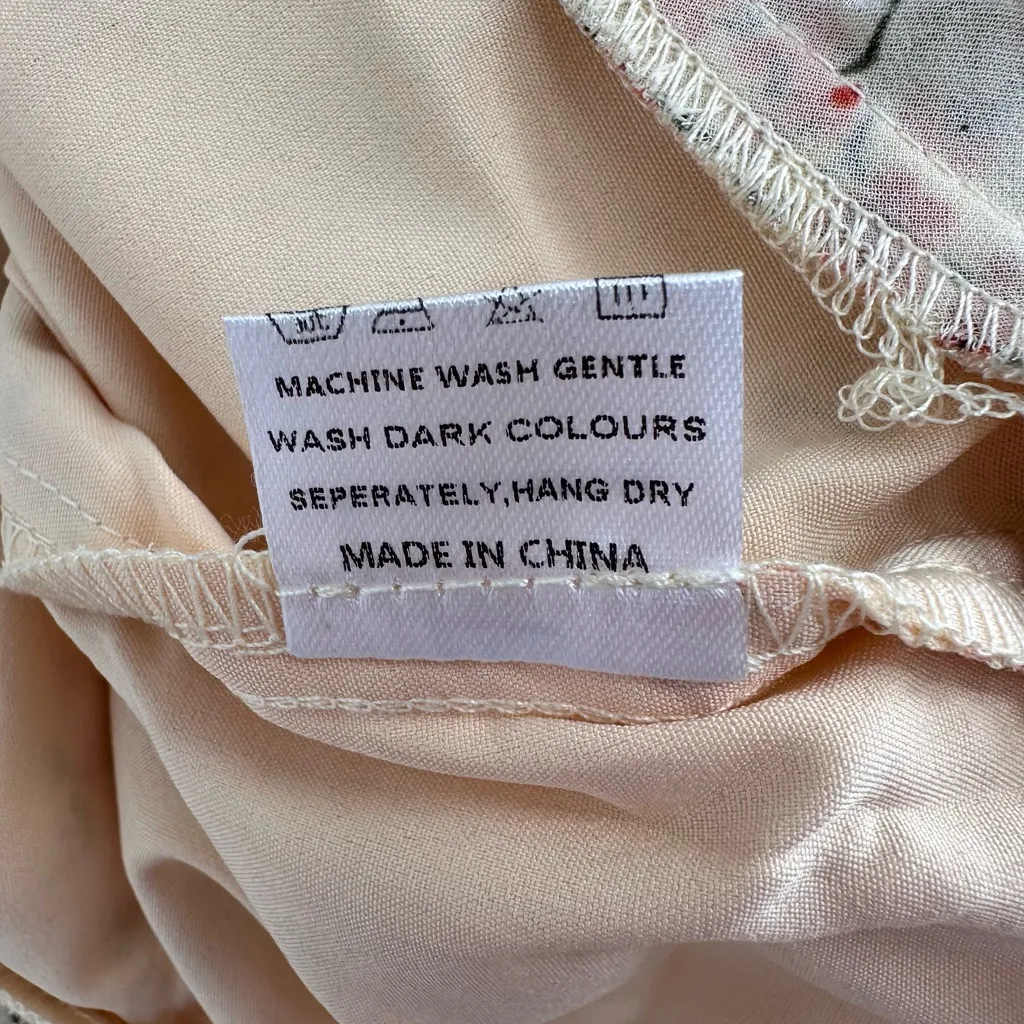 MACHINE WASH GENTLE
WASH DARK COLOURS
SEPERATELY,HANG DRY
MADE IN CHINA